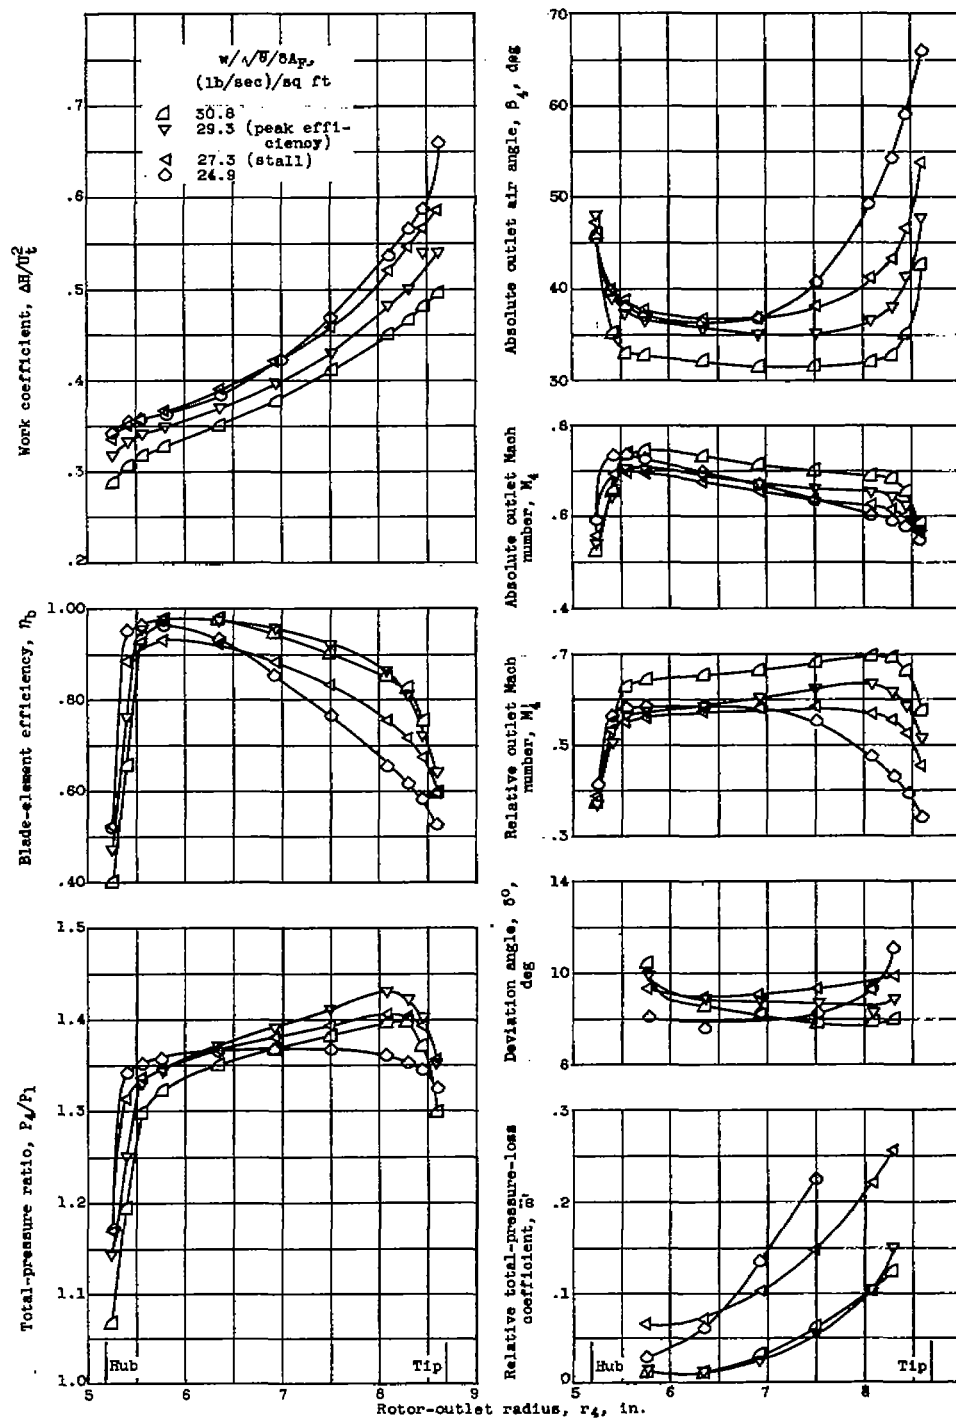 w/√θ/δA_F,
(lb/sec)/sq ft
30.8
29.3 (peak effi-
ciency)
27.3 (stall)
24.9
Work coefficient, ΔH/U_t^2
.7
.6
.5
.4
.3
.2
Blade-element efficiency, η_b
1.00
.80
.60
.40
Total-pressure ratio, P_4/P_1
1.5
1.4
1.3
1.2
1.1
1.0
Hub
Tip
5
6
7
8
9
Absolute outlet air angle, β_4, deg
70
60
50
40
30
Absolute outlet Mach
number, M_4
.8
.6
.4
Relative outlet Mach
number, M'_4
.7
.5
.3
Deviation angle, δ°,
deg
14
10
6
Relative total-pressure-loss
coefficient, ω̅'
.3
.2
.1
0
Hub
Tip
5
6
7
8
Rotor-outlet radius, r_4, in.